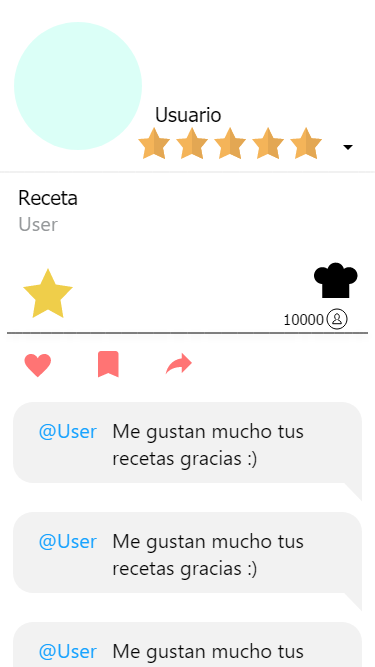 Usuario
Receta
User
10000
@User Me gustan mucho tus
recetas gracias :)
@User Me gustan mucho tus
recetas gracias :)
@User Me gustan mucho tus